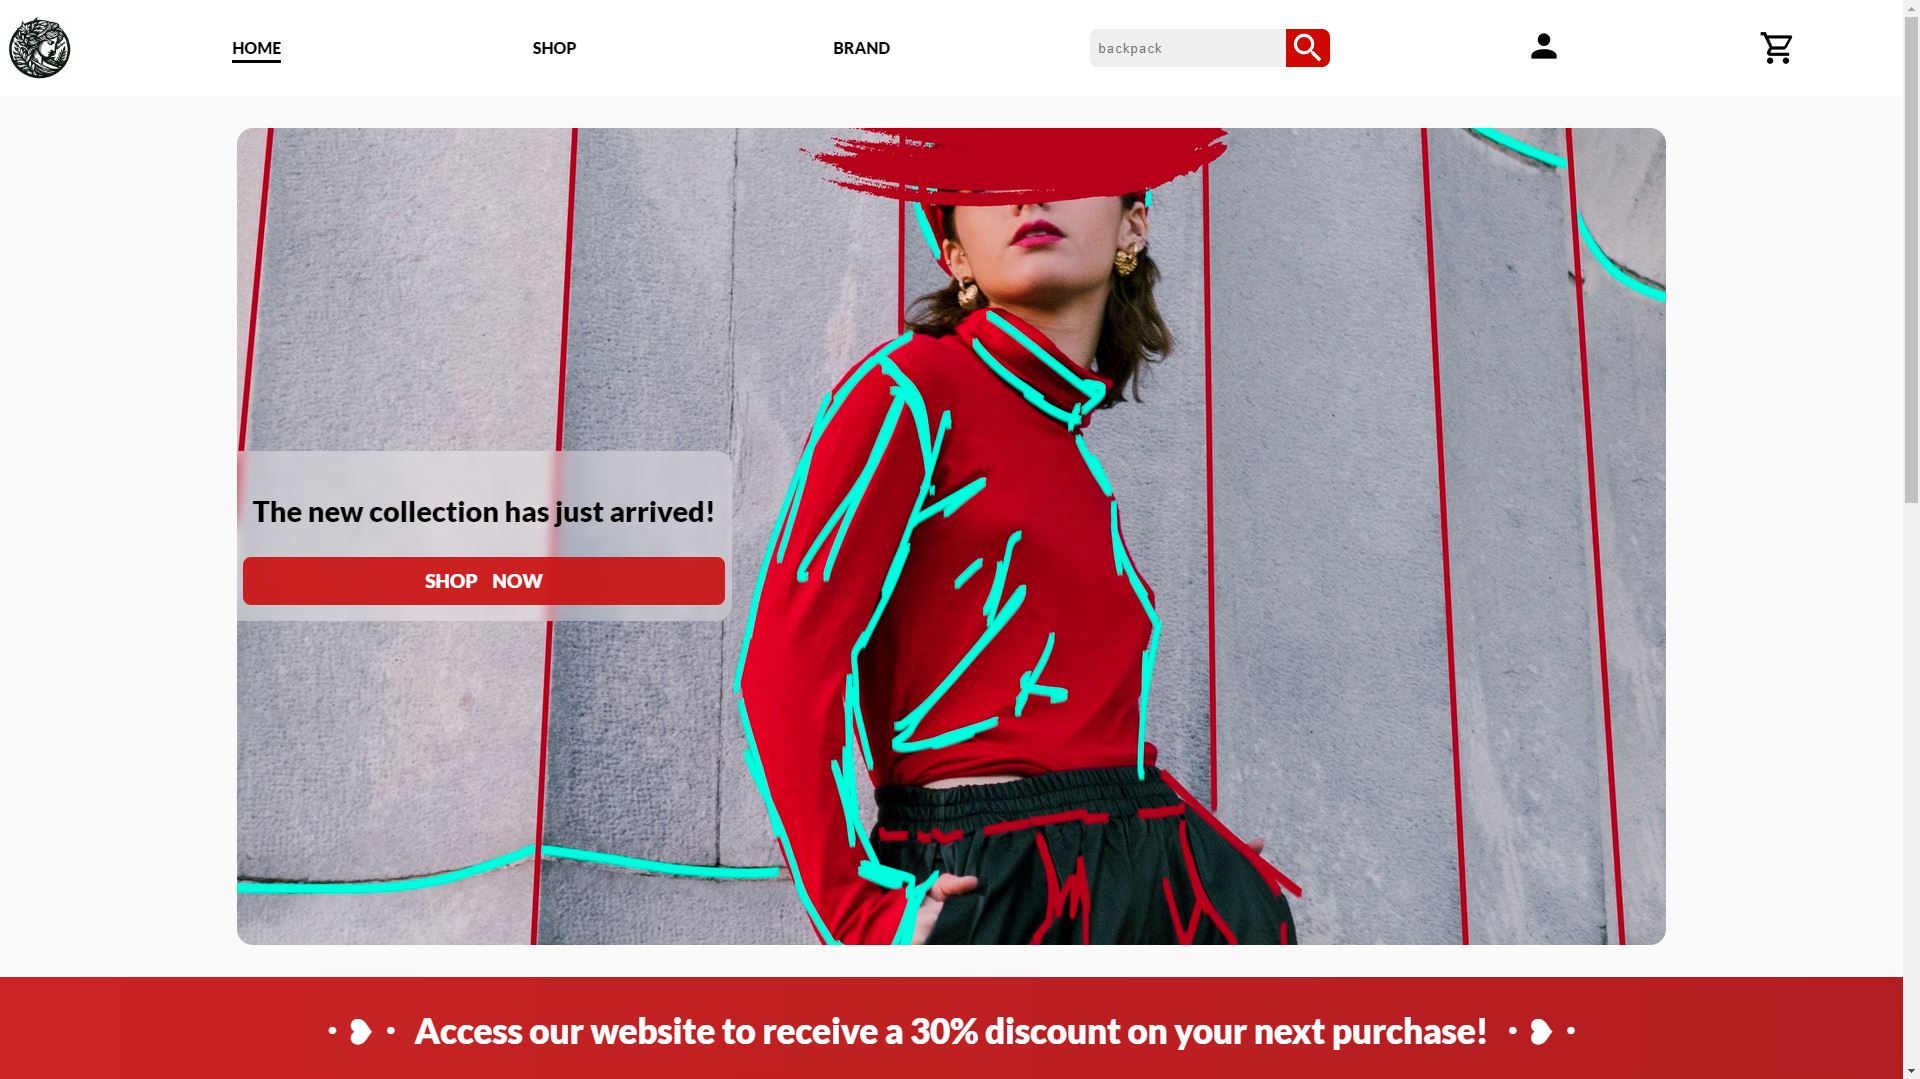 HOME
SHOP
BRAND
backpack
The new collection has just arrived!
SHOP NOW
Access our website to receive a 30% discount on your next purchase!